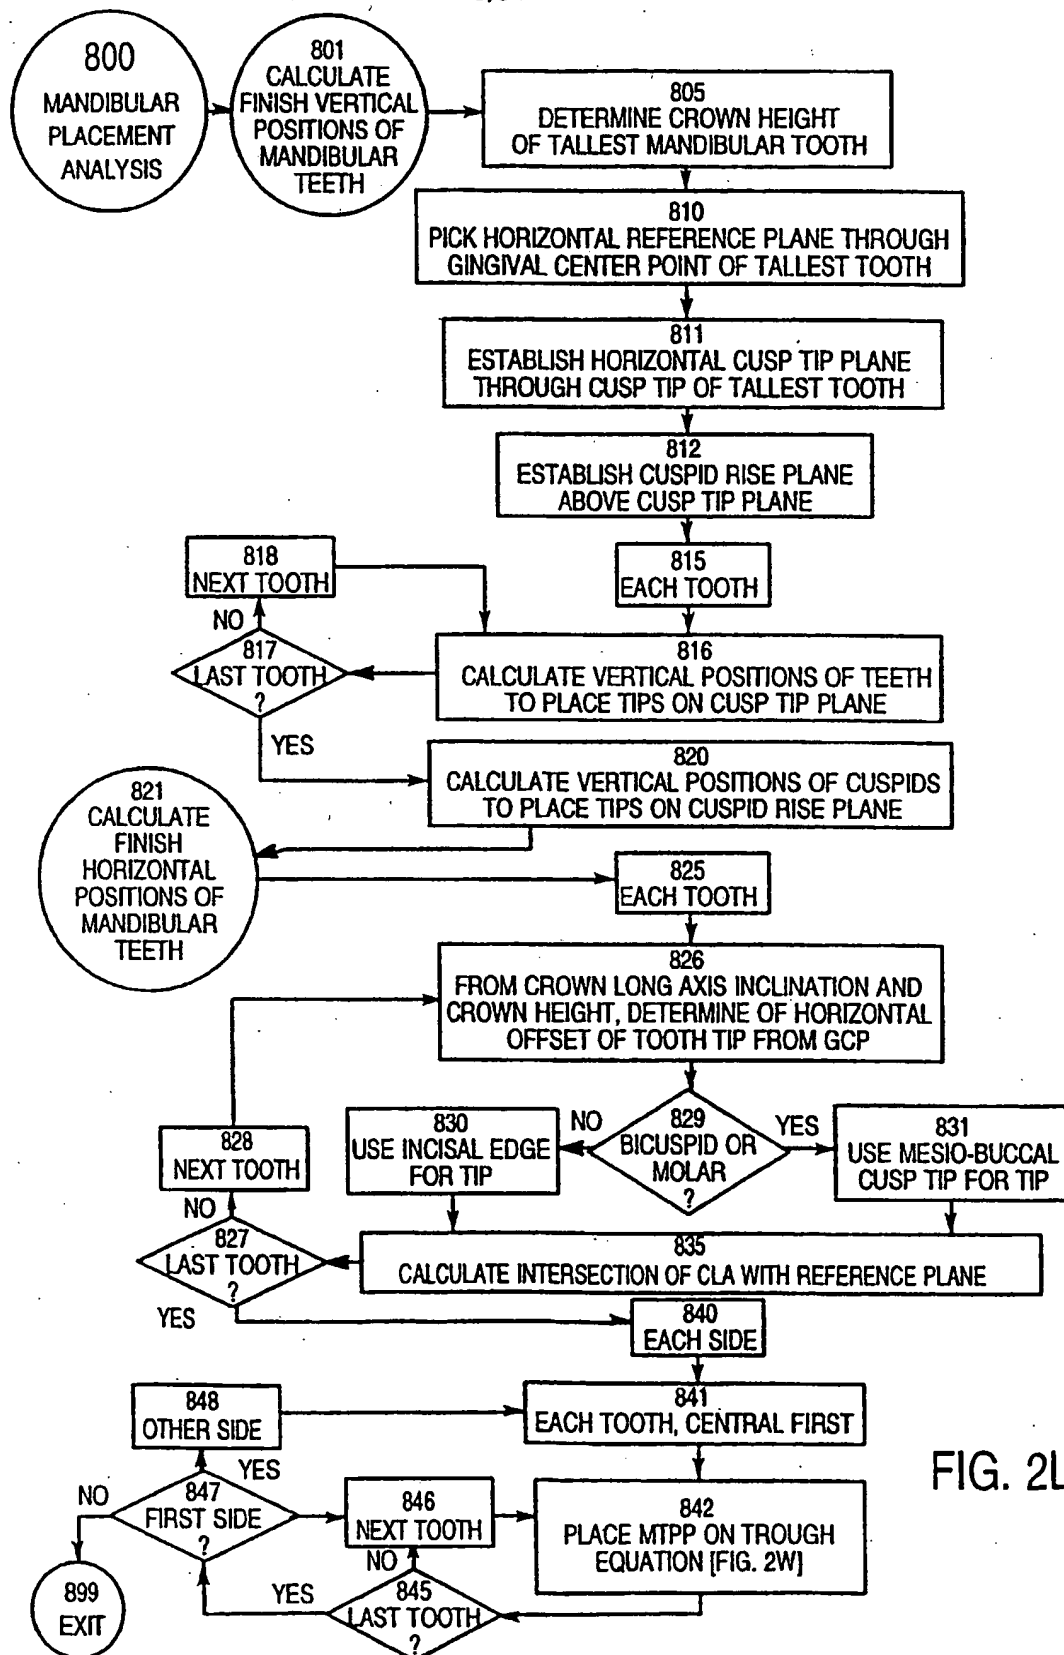 800
MANDIBULAR
PLACEMENT
ANALYSIS
801
CALCULATE
FINISH VERTICAL
POSITIONS OF
MANDIBULAR
TEETH
805
DETERMINE CROWN HEIGHT
OF TALLEST MANDIBULAR TOOTH
810
PICK HORIZONTAL REFERENCE PLANE THROUGH
GINGIVAL CENTER POINT OF TALLEST TOOTH
811
ESTABLISH HORIZONTAL CUSP TIP PLANE
THROUGH CUSP TIP OF TALLEST TOOTH
812
ESTABLISH CUSPID RISE PLANE
ABOVE CUSP TIP PLANE
815
EACH TOOTH
818
NEXT TOOTH
NO
817
LAST TOOTH
?
YES
816
CALCULATE VERTICAL POSITIONS OF TEETH
TO PLACE TIPS ON CUSP TIP PLANE
820
CALCULATE VERTICAL POSITIONS OF CUSPIDS
TO PLACE TIPS ON CUSPID RISE PLANE
821
CALCULATE
FINISH
HORIZONTAL
POSITIONS OF
MANDIBULAR
TEETH
825
EACH TOOTH
826
FROM CROWN LONG AXIS INCLINATION AND
CROWN HEIGHT, DETERMINE OF HORIZONTAL
OFFSET OF TOOTH TIP FROM GCP
829
BICUSPID OR
MOLAR
?
NO
YES
830
USE INCISAL EDGE
FOR TIP
831
USE MESIO-BUCCAL
CUSP TIP FOR TIP
828
NEXT TOOTH
NO
827
LAST TOOTH
?
YES
835
CALCULATE INTERSECTION OF CLA WITH REFERENCE PLANE
840
EACH SIDE
848
OTHER SIDE
841
EACH TOOTH, CENTRAL FIRST
YES
NO
847
FIRST SIDE
?
846
NEXT TOOTH
NO
842
PLACE MTPP ON TROUGH
EQUATION [FIG. 2W]
YES
845
LAST TOOTH
?
899
EXIT
FIG. 2L